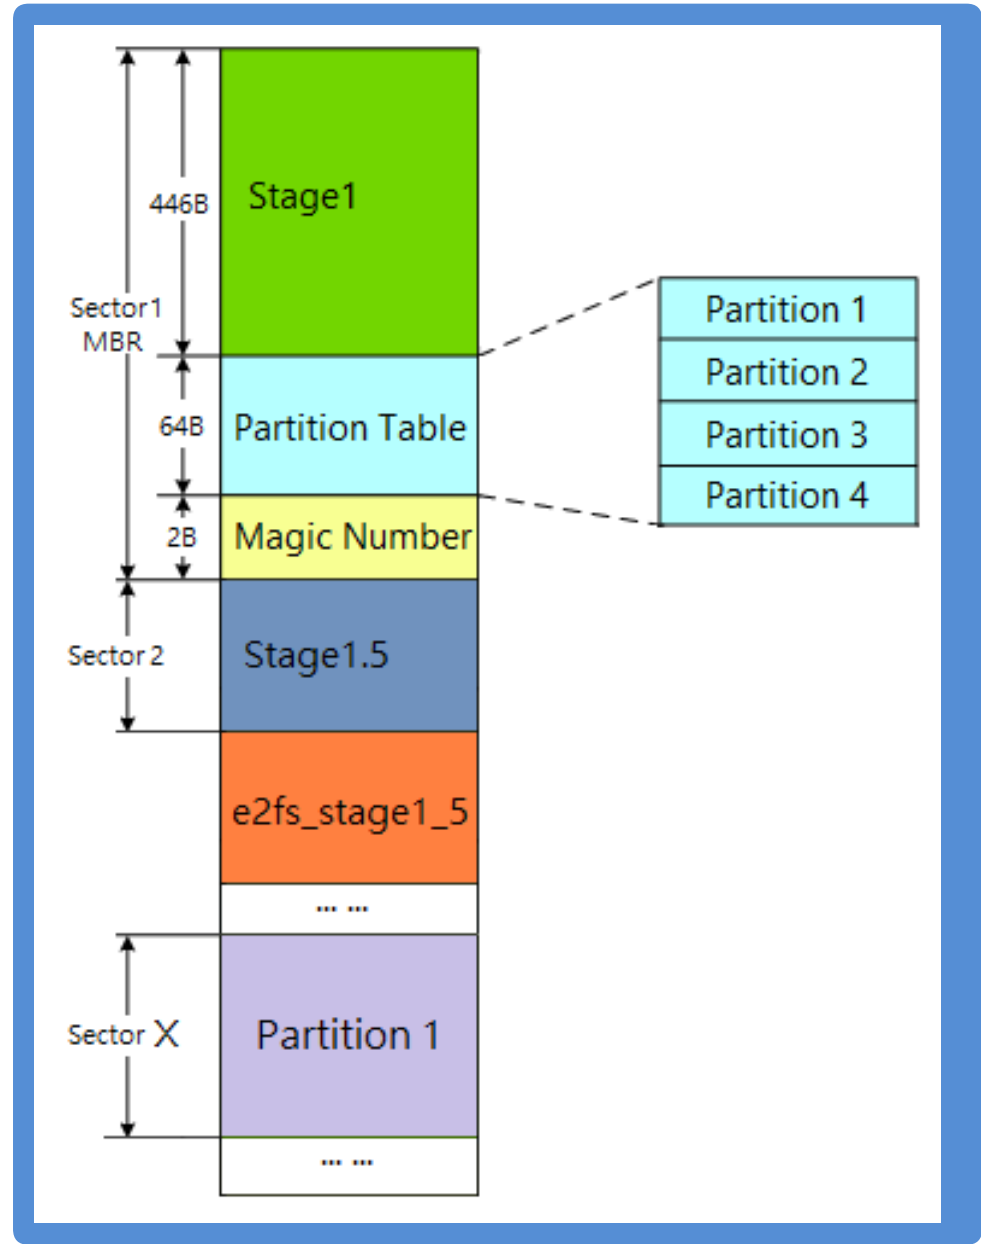 446B
Stage1
Sector1
MBR
Partition 1
Partition 2
Partition 3
Partition 4
64B
Partition Table
2B
Magic Number
Sector 2
Stage1.5
e2fs_stage1_5
... ...
Sector X
Partition 1
... ...